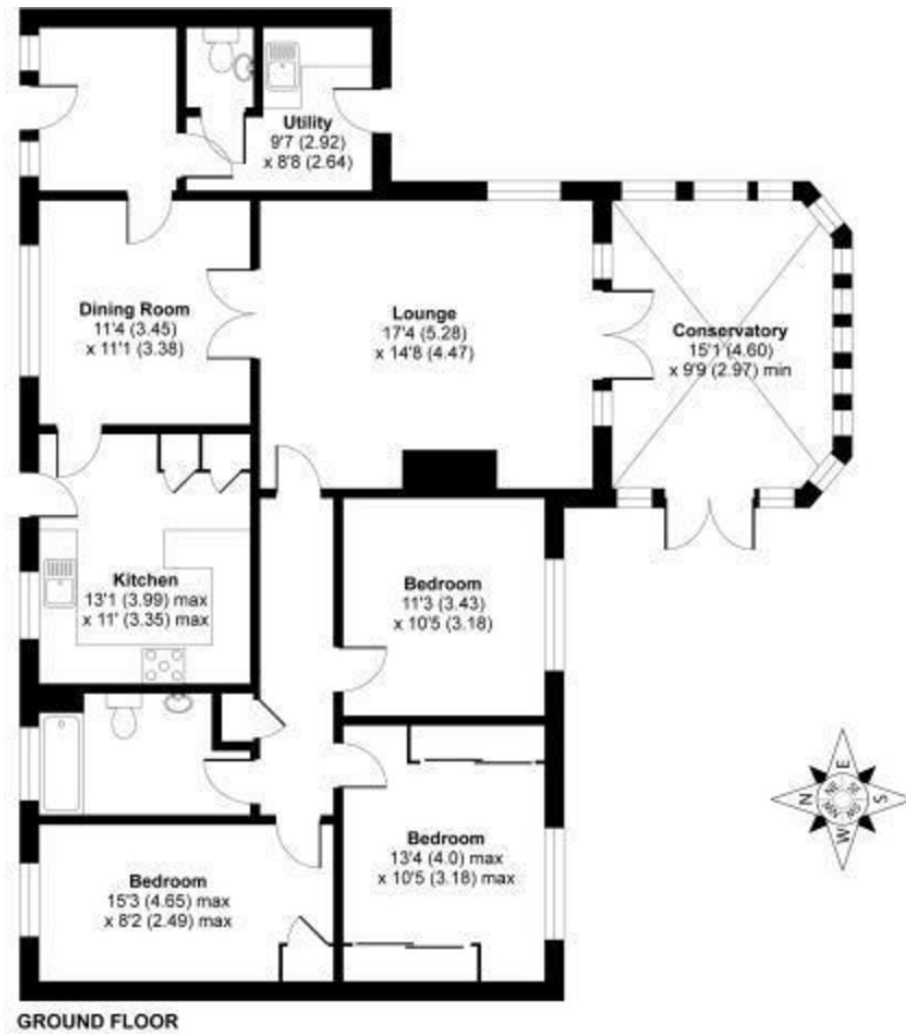 Utility
9'7 (2.92)
x 8'8 (2.64)
Dining Room
11'4 (3.45)
x 11'1 (3.38)
Lounge
17'4 (5.28)
x 14'8 (4.47)
Conservatory
15'1 (4.60)
x 9'9 (2.97) min
Kitchen
13'1 (3.99) max
x 11' (3.35) max
Bedroom
11'3 (3.43)
x 10'5 (3.18)
Bedroom
13'4 (4.0) max
x 10'5 (3.18) max
Bedroom
15'3 (4.65) max
x 8'2 (2.49) max
E
N
S
W
NE
SE
NW
SW
GROUND FLOOR